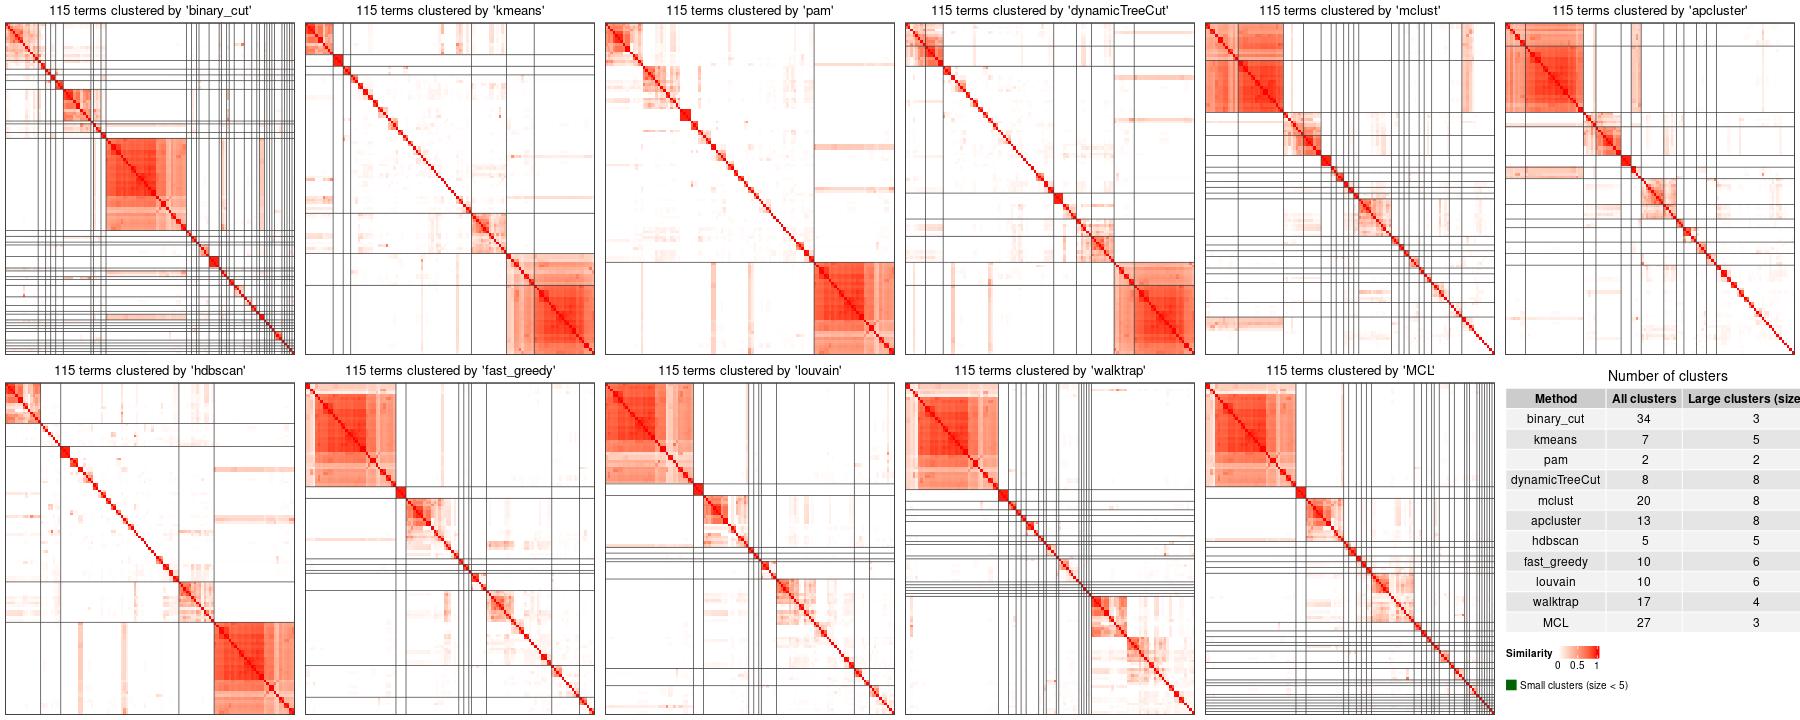 115 terms clustered by 'binary_cut'
115 terms clustered by 'kmeans'
115 terms clustered by 'pam'
115 terms clustered by 'dynamicTreeCut'
115 terms clustered by 'mclust'
115 terms clustered by 'apcluster'
115 terms clustered by 'hdbscan'
115 terms clustered by 'fast_greedy'
115 terms clustered by 'louvain'
115 terms clustered by 'walktrap'
115 terms clustered by 'MCL'
Number of clusters
Method All clusters Large clusters (size
binary_cut 34 3
kmeans 7 5
pam 2 2
dynamicTreeCut 8 8
mclust 20 8
apcluster 13 8
hdbscan 5 5
fast_greedy 10 6
louvain 10 6
walktrap 17 4
MCL 27 3
Similarity
0 0.5 1
Small clusters (size < 5)